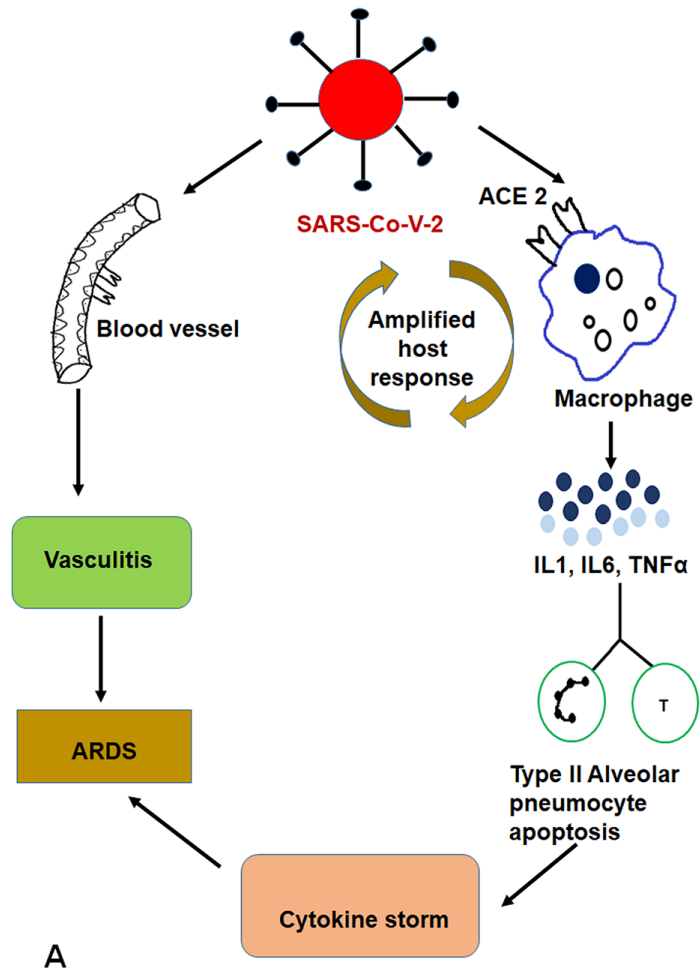 SARS-Co-V-2
ACE 2
Blood vessel
Amplified
host
response
Macrophage
IL1, IL6, TNFα
Vasculitis
T
ARDS
Type II Alveolar
pneumocyte
apoptosis
Cytokine storm
A